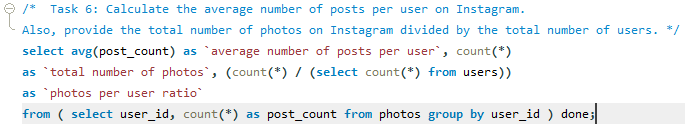 /*  Task 6: Calculate the average number of posts per user on Instagram.
Also, provide the total number of photos on Instagram divided by the total number of users. */
select avg(post_count) as `average number of posts per user`, count(*)
as `total number of photos`, (count(*) / (select count(*) from users))
as `photos per user ratio`
from ( select user_id, count(*) as post_count from photos group by user_id ) done;